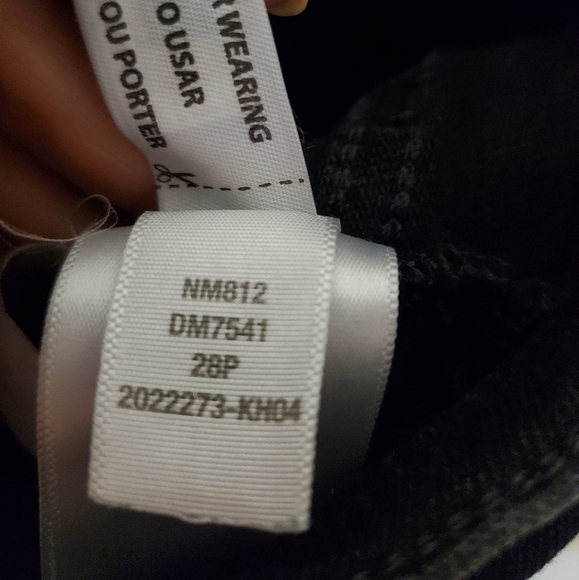 R WEARING
O USAR
OU PORTER
NM812
DM7541
28P
2022273-KH04